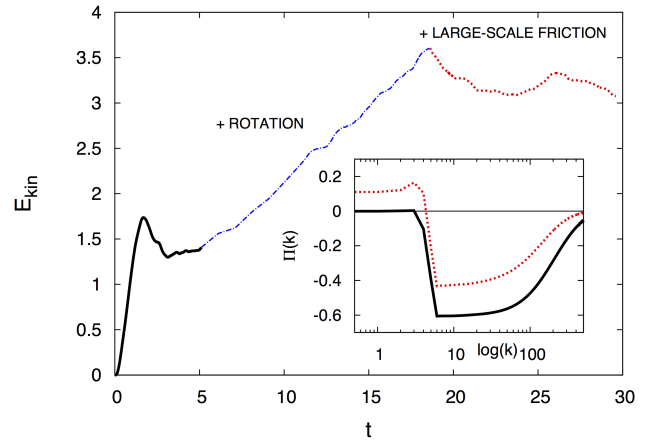 + LARGE-SCALE FRICTION
+ ROTATION
E_kin
4
3.5
3
2.5
2
1.5
1
0.5
0
0 5 10 15 20 25 30
t
Π(k)
0.2
0
-0.2
-0.4
-0.6
1 10 100
log(k)